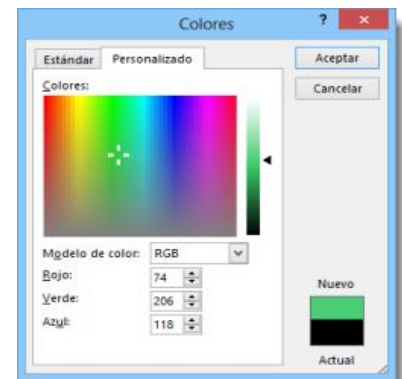 Colores ?
Estándar Personalizado
Aceptar
Colores:
Cancelar
Modelo de color: RGB
Rojo: 74
Verde: 206
Azul: 118
Nuevo
Actual